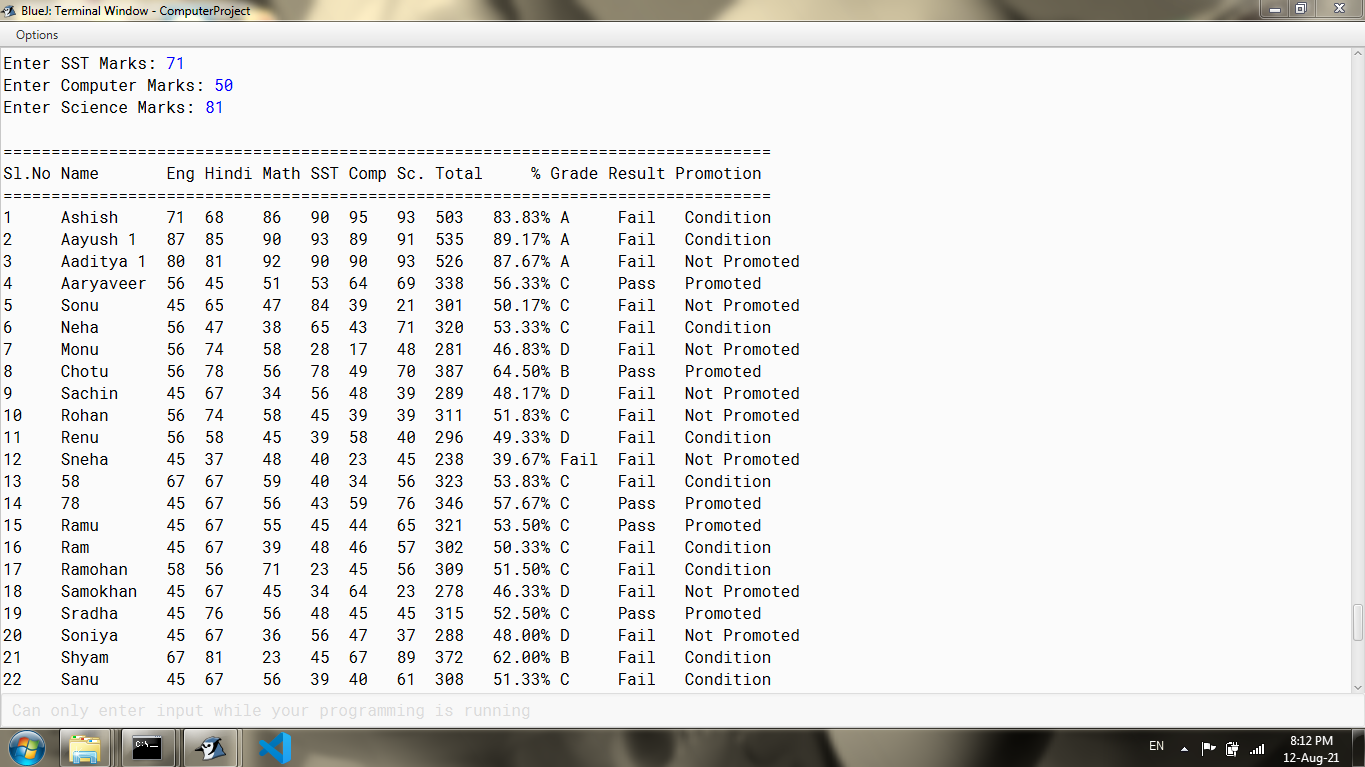 BlueJ: Terminal Window - ComputerProject
Options
Enter SST Marks: 71
Enter Computer Marks: 50
Enter Science Marks: 81
================================================================================
Sl.No Name       Eng Hindi Math SST Comp Sc. Total     % Grade Result Promotion
================================================================================
1     Ashish     71  68    86   90  95   93  503   83.83% A     Fail   Condition
2     Aayush 1   87  85    90   93  89   91  535   89.17% A     Fail   Condition
3     Aaditya 1  80  81    92   90  90   93  526   87.67% A     Fail   Not Promoted
4     Aaryaveer  56  45    51   53  64   69  338   56.33% C     Pass   Promoted
5     Sonu       45  65    47   84  39   21  301   50.17% C     Fail   Not Promoted
6     Neha       56  47    38   65  43   71  320   53.33% C     Fail   Condition
7     Monu       56  74    58   28  17   48  281   46.83% D     Fail   Not Promoted
8     Chotu      56  78    56   78  49   70  387   64.50% B     Pass   Promoted
9     Sachin     45  67    34   56  48   39  289   48.17% D     Fail   Not Promoted
10    Rohan      56  74    58   45  39   39  311   51.83% C     Fail   Not Promoted
11    Renu       56  58    45   39  58   40  296   49.33% D     Fail   Condition
12    Sneha      45  37    48   40  23   45  238   39.67% Fail  Fail   Not Promoted
13    58         67  67    59   40  34   56  323   53.83% C     Fail   Condition
14    78         45  67    56   43  59   76  346   57.67% C     Pass   Promoted
15    Ramu       45  67    55   45  44   65  321   53.50% C     Pass   Promoted
16    Ram        45  67    39   48  46   57  302   50.33% C     Fail   Condition
17    Ramohan    58  56    71   23  45   56  309   51.50% C     Fail   Condition
18    Samokhan   45  67    45   34  64   23  278   46.33% D     Fail   Not Promoted
19    Sradha     45  76    56   48  45   45  315   52.50% C     Pass   Promoted
20    Soniya     45  67    36   56  47   37  288   48.00% D     Fail   Not Promoted
21    Shyam      67  81    23   45  67   89  372   62.00% B     Fail   Condition
22    Sanu       45  67    56   39  40   61  308   51.33% C     Fail   Condition
Can only enter input while your programming is running
C:\.
EN
8:12 PM
12-Aug-21